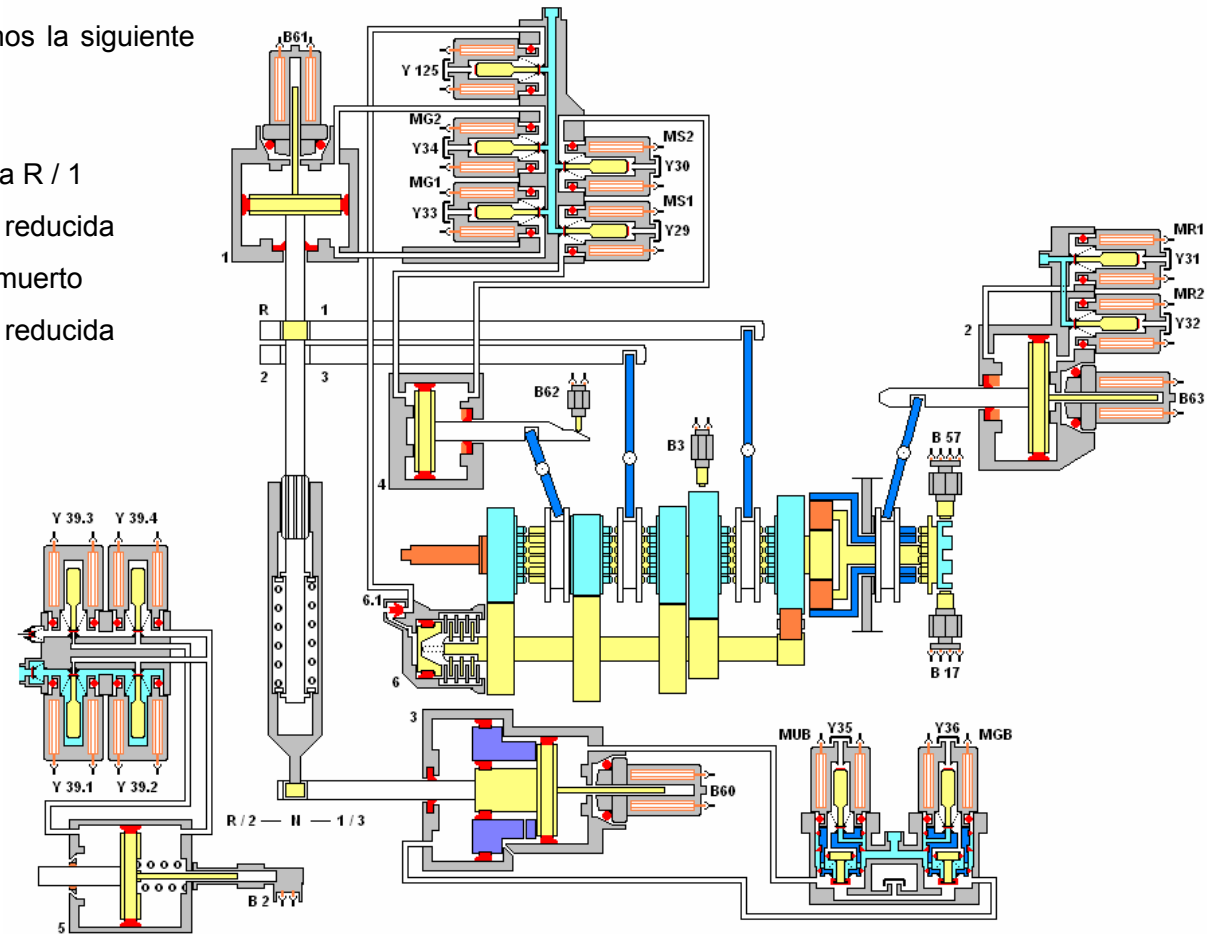 nos la siguiente
a R / 1
reducida
muerto
reducida
B61
Y 125
MG2
Y34
MG1
Y33
MS2
Y30
MS1
Y29
1
MR1
Y31
MR2
Y32
2
B63
R 1
2 3
B62
4
B3
B 57
B 17
Y 39.3 Y 39.4
6.1
6
Y 39.1 Y 39.2
3
MUB Y35 Y36 MGB
B60
R / 2 — N — 1 / 3
B 2
5